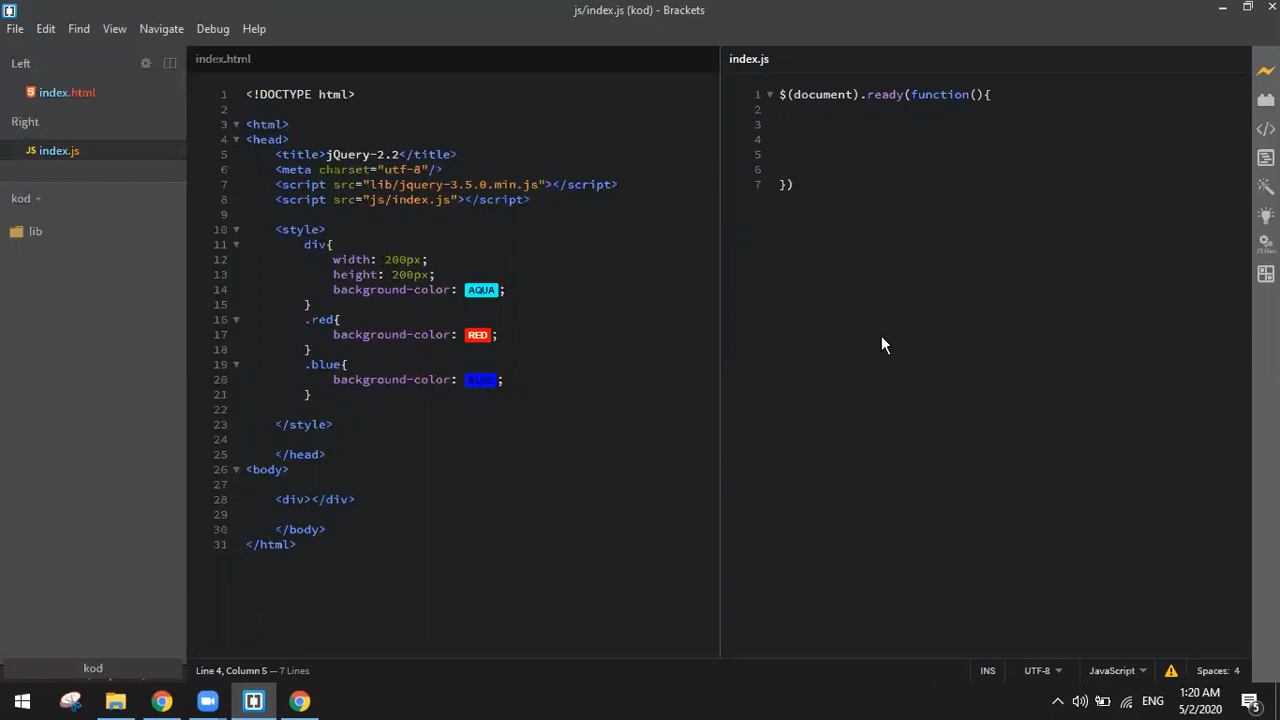 js/index.js (kod) - Brackets
File Edit Find View Navigate Debug Help
Left
index.html
Right
JS index.js
kod
lib
kod
index.html
1 <!DOCTYPE html>
2
3 <html>
4 <head>
5 <title>jQuery-2.2</title>
6 <meta charset="utf-8"/>
7 <script src="lib/jquery-3.5.0.min.js"></script>
8 <script src="js/index.js"></script>
9
10 <style>
11 div{
12 width: 200px;
13 height: 200px;
14 background-color: AQUA;
15 }
16 .red{
17 background-color: RED;
18 }
19 .blue{
20 background-color: BLUE;
21 }
22
23 </style>
24
25 </head>
26 <body>
27
28 <div></div>
29
30 </body>
31 </html>
index.js
1 $(document).ready(function(){
2
3
4
5
6
7 })
Line 4, Column 5 — 7 Lines
INS UTF-8 JavaScript Spaces: 4
ENG
1:20 AM
5/2/2020
5